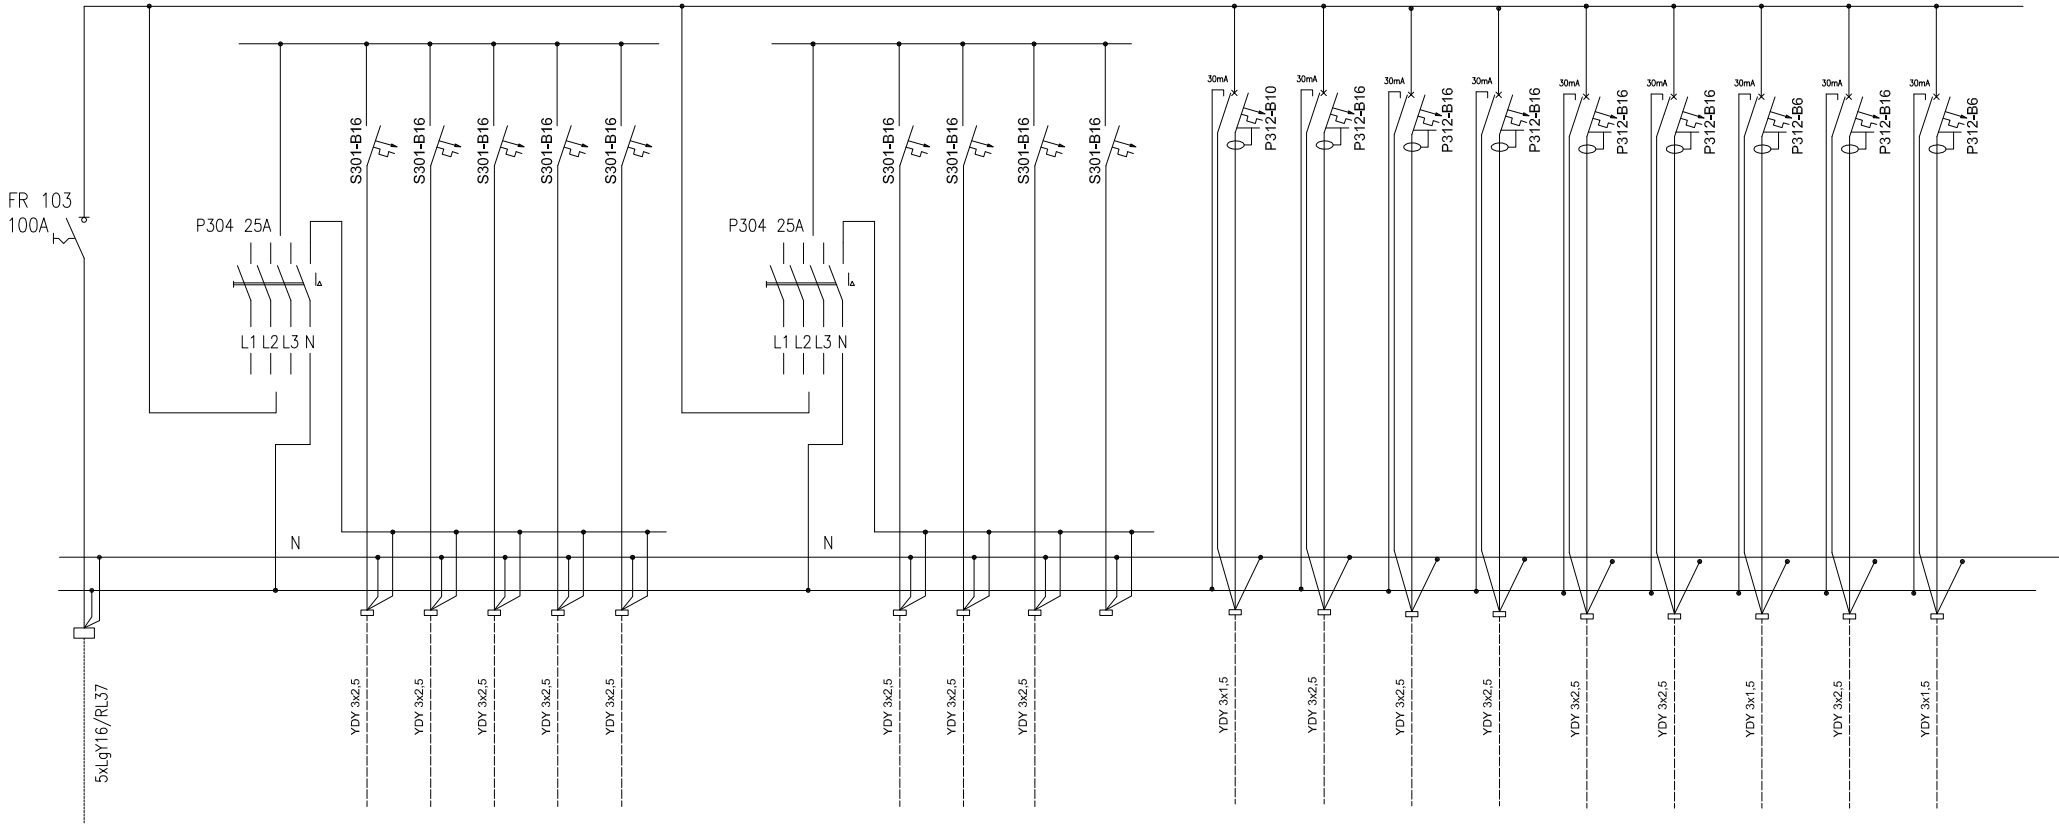 30mA 30mA 30mA 30mA 30mA 30mA 30mA 30mA 30mA
P312-B10 P312-B16 P312-B16 P312-B16 P312-B16 P312-B16 P312-B6 P312-B16 P312-B6
S301-B16 S301-B16 S301-B16 S301-B16 S301-B16 S301-B16 S301-B16 S301-B16 S301-B16
FR 103
100A
P304 25A
P304 25A
L1 L2 L3 N
L1 L2 L3 N
N
N
5xLgY16/RL37
YDY 3x2,5 YDY 3x2,5 YDY 3x2,5 YDY 3x2,5 YDY 3x2,5
YDY 3x2,5 YDY 3x2,5 YDY 3x2,5
YDY 3x1,5 YDY 3x2,5 YDY 3x2,5 YDY 3x2,5 YDY 3x2,5 YDY 3x2,5 YDY 3x1,5 YDY 3x2,5 YDY 3x1,5